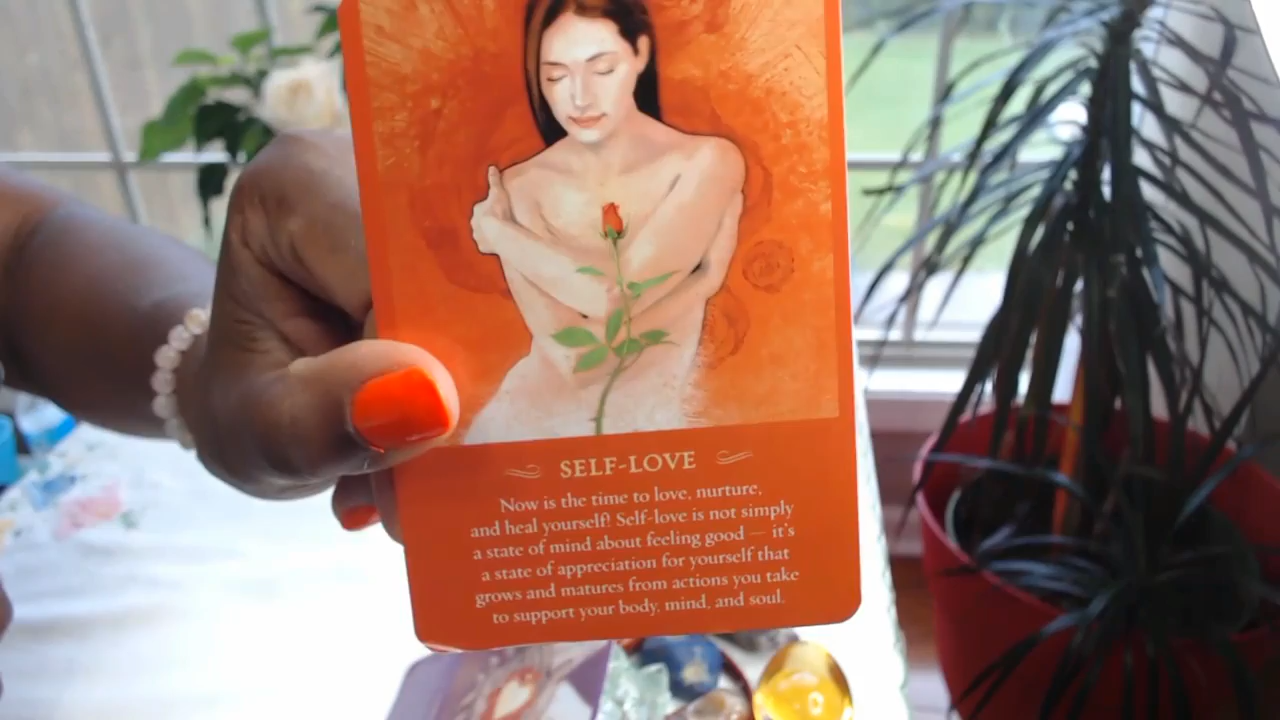 SELF-LOVE
Now is the time to love, nurture,
and heal yourself! Self-love is not simply
a state of mind about feeling good — it's
a state of appreciation for yourself that
grows and matures from actions you take
to support your body, mind, and soul.